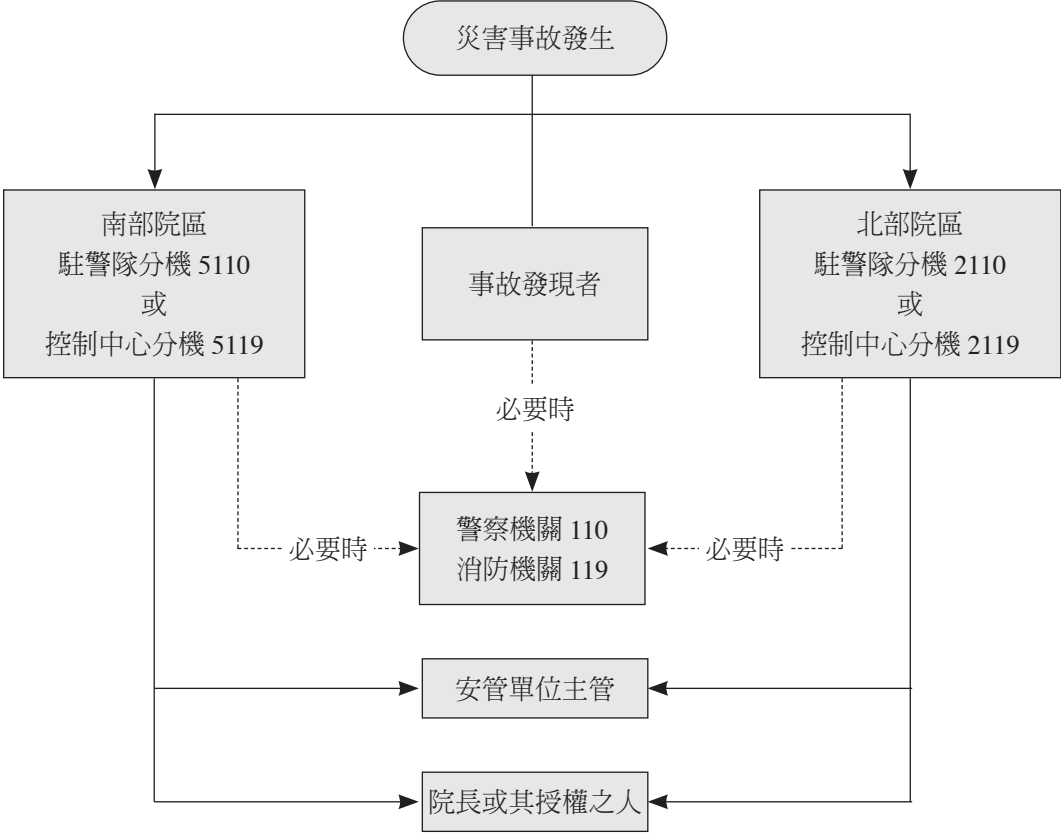 災害事故發生
南部院區
駐警隊分機 5110
或
控制中心分機 5119
事故發現者
北部院區
駐警隊分機 2110
或
控制中心分機 2119
必要時
警察機關 110
消防機關 119
必要時
必要時
安管單位主管
院長或其授權之人